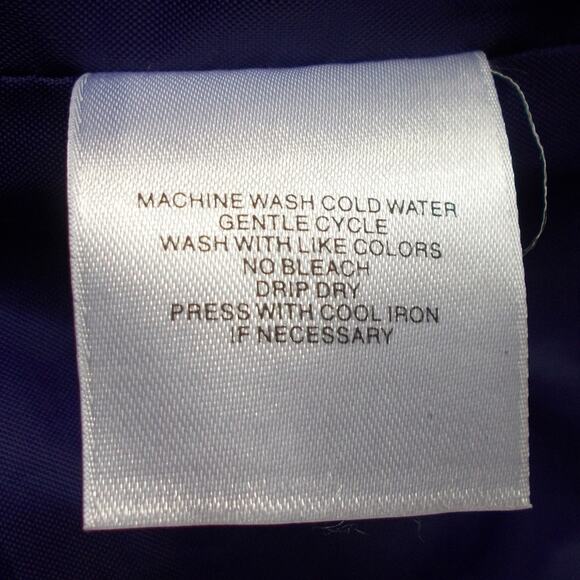 MACHINE WASH COLD WATER
GENTLE CYCLE
WASH WITH LIKE COLORS
NO BLEACH
DRIP DRY
PRESS WITH COOL IRON
IF NECESSARY